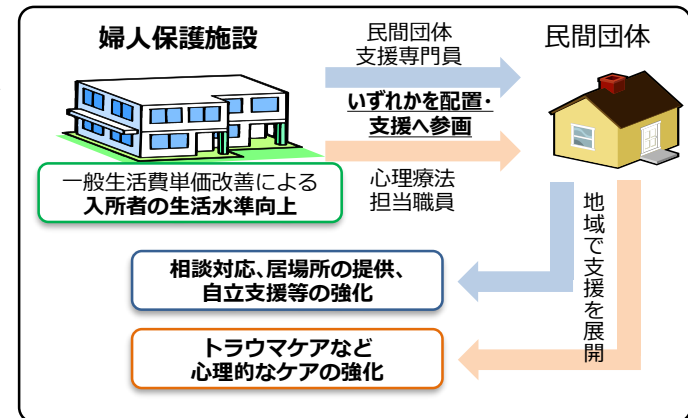 婦人保護施設
民間団体
支援専門員
民間団体
いずれかを配置・
支援へ参画
心理療法
担当職員
一般生活費単価改善による
入所者の生活水準向上
地域で支援を展開
相談対応、居場所の提供、
自立支援等の強化
トラウマケアなど
心理的なケアの強化